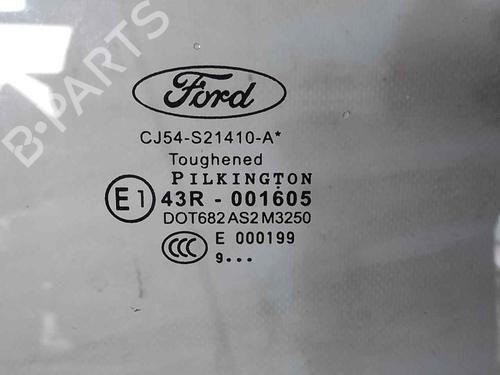 B-PARTS
Ford
CJ54-S21410-A*
Toughened
PILKINGTON
E1 43R - 001605
DOT682 AS2 M3250
CCC E 000199
9...